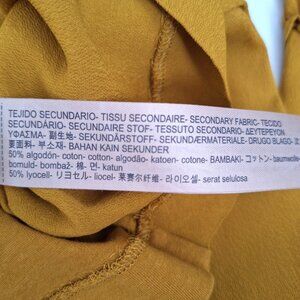 TEJIDO SECUNDARIO- TISSU SECONDAIRE- SECONDARY FABRIC- TECIDO
SECUNDÁRIO- SECUNDAIRE STOF- TESSUTO SECONDARIO- ΔΕΥΤΕΡΕΥΟΝ
ΥΦΑΣΜΑ- 副生地- SEKUNDÄRSTOFF- SEKUNDÆRMATERIALE- DRUGO BLAGO-
要面料- 부소재- BAHAN KAIN SEKUNDER
50% algodón- coton- cotton- algodão- katoen- cotone- ΒΑΜΒΑΚΙ- コットン- baumwolle
bomuld- bombaž- 棉- 면- katun
50% lyocell- リヨセル- liocel- 莱赛尔纤维- 라이오셀- serat selulosa